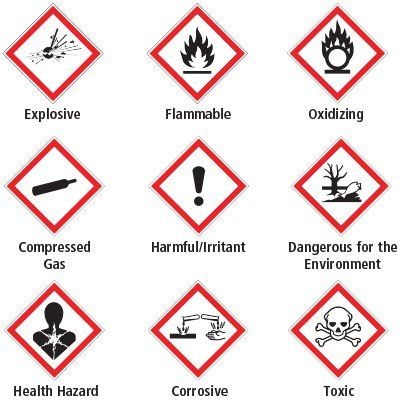 Explosive
Flammable
Oxidizing
Compressed
Gas
Harmful/Irritant
Dangerous for the
Environment
Health Hazard
Corrosive
Toxic